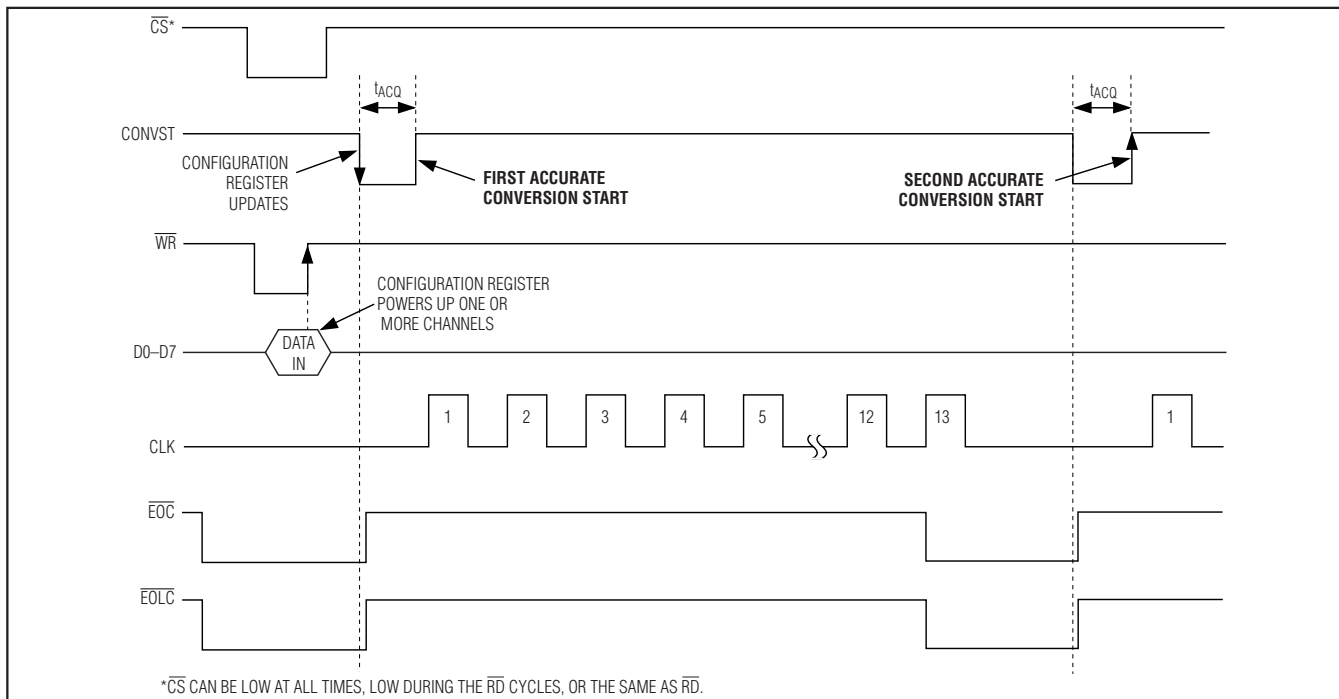 CS*
tACQ
tACQ
CONVST
CONFIGURATION
REGISTER
UPDATES
FIRST ACCURATE
CONVERSION START
SECOND ACCURATE
CONVERSION START
WR
CONFIGURATION REGISTER
POWERS UP ONE OR
MORE CHANNELS
D0–D7
DATA
IN
1
2
3
4
5
12
13
1
CLK
EOC
EOLC
*CS CAN BE LOW AT ALL TIMES, LOW DURING THE RD CYCLES, OR THE SAME AS RD.